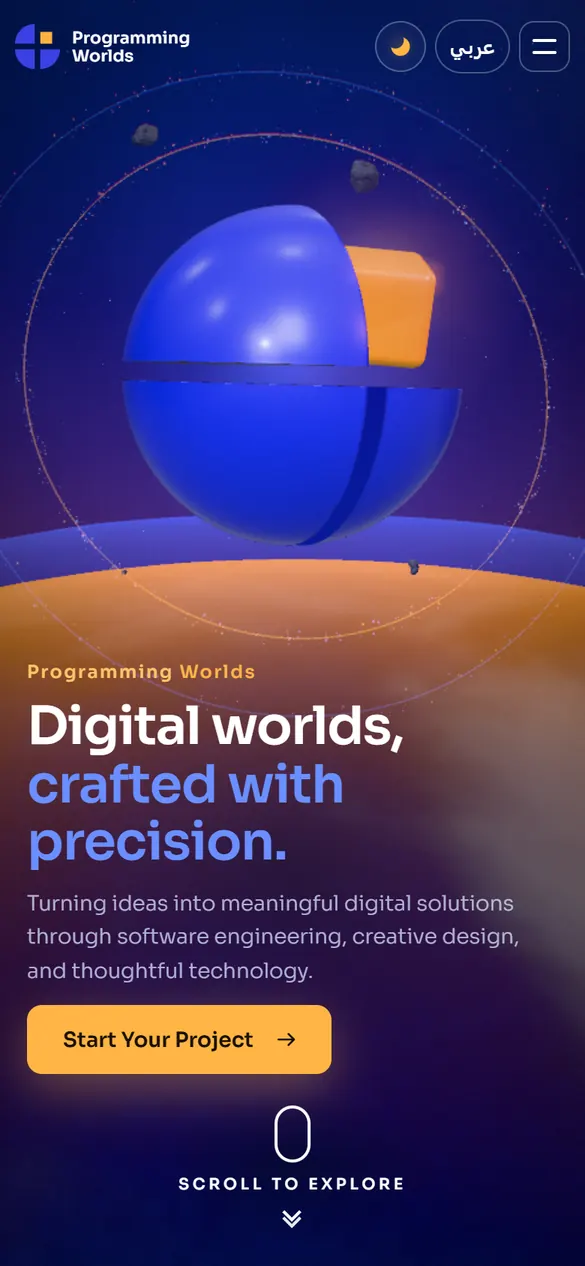 Programming
Worlds
عربي
Programming Worlds
Digital worlds,
crafted with
precision.
Turning ideas into meaningful digital solutions
through software engineering, creative design,
and thoughtful technology.
Start Your Project →
SCROLL TO EXPLORE